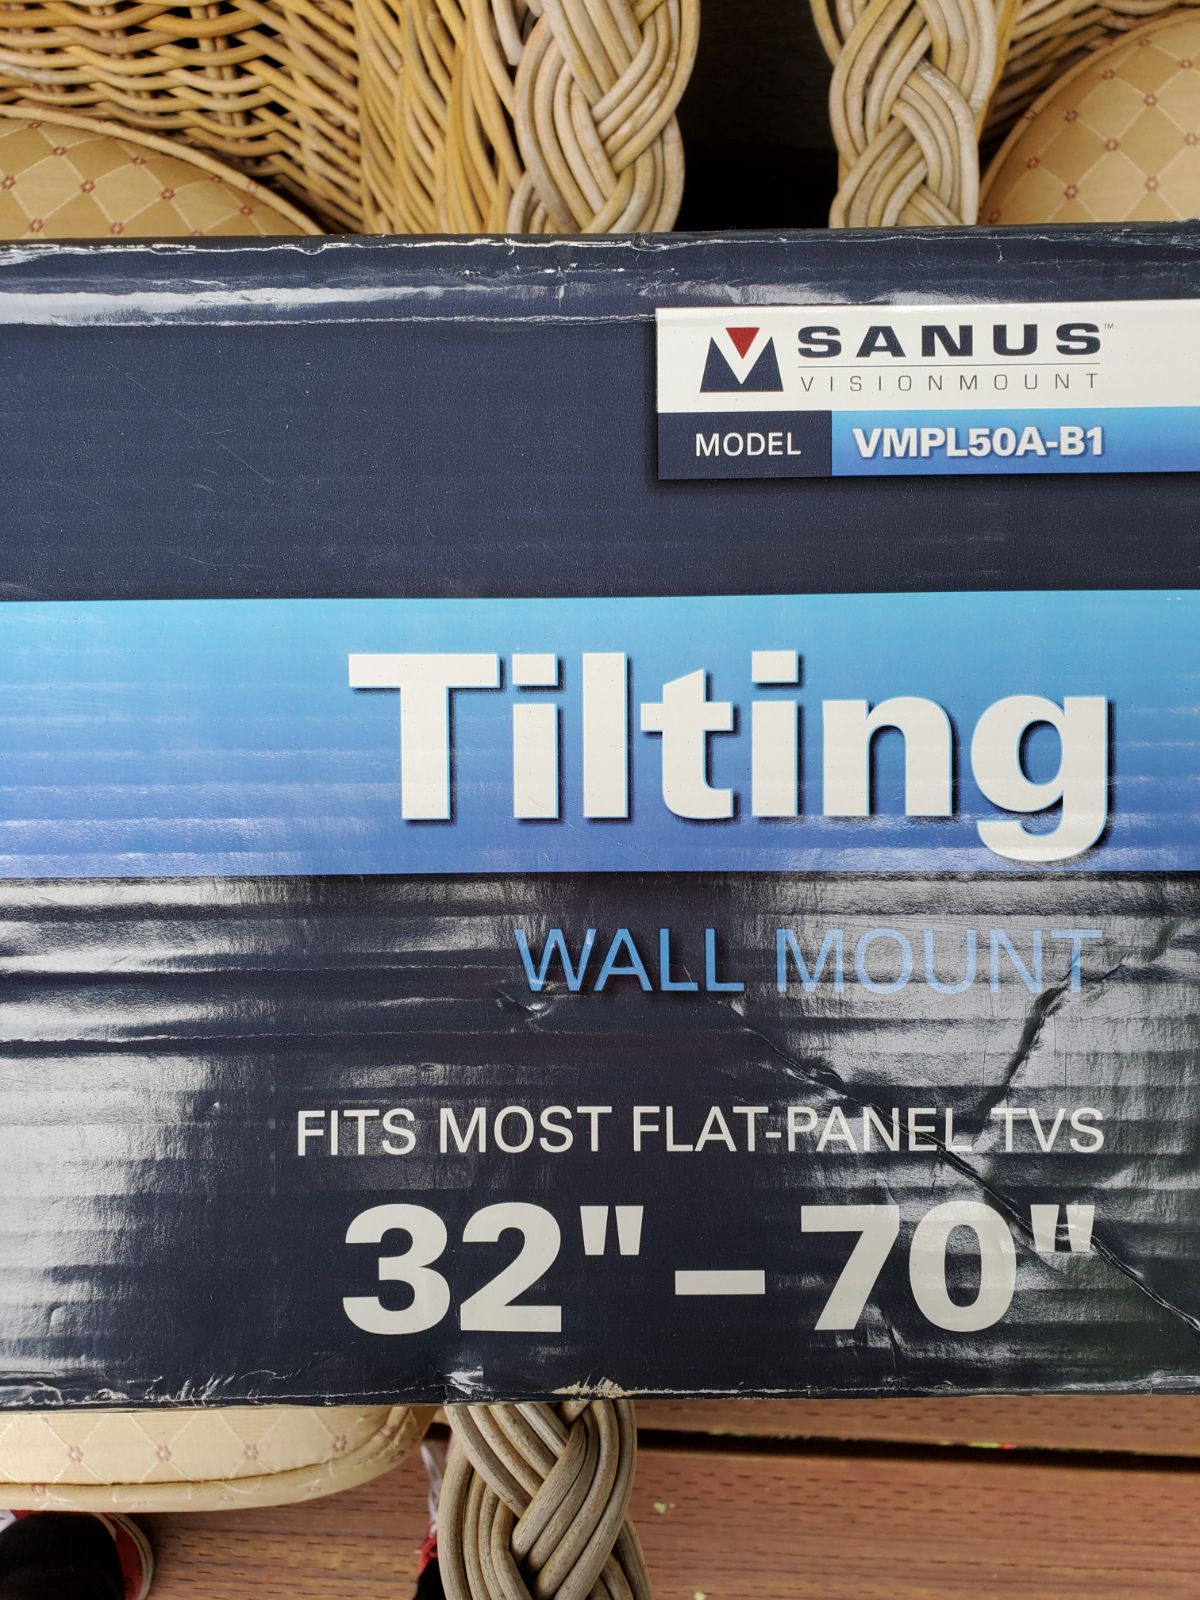 SANUS™
VISIONMOUNT
MODEL VMPL50A-B1
Tilting
WALL MOUNT
FITS MOST FLAT-PANEL TVS
32"–70"